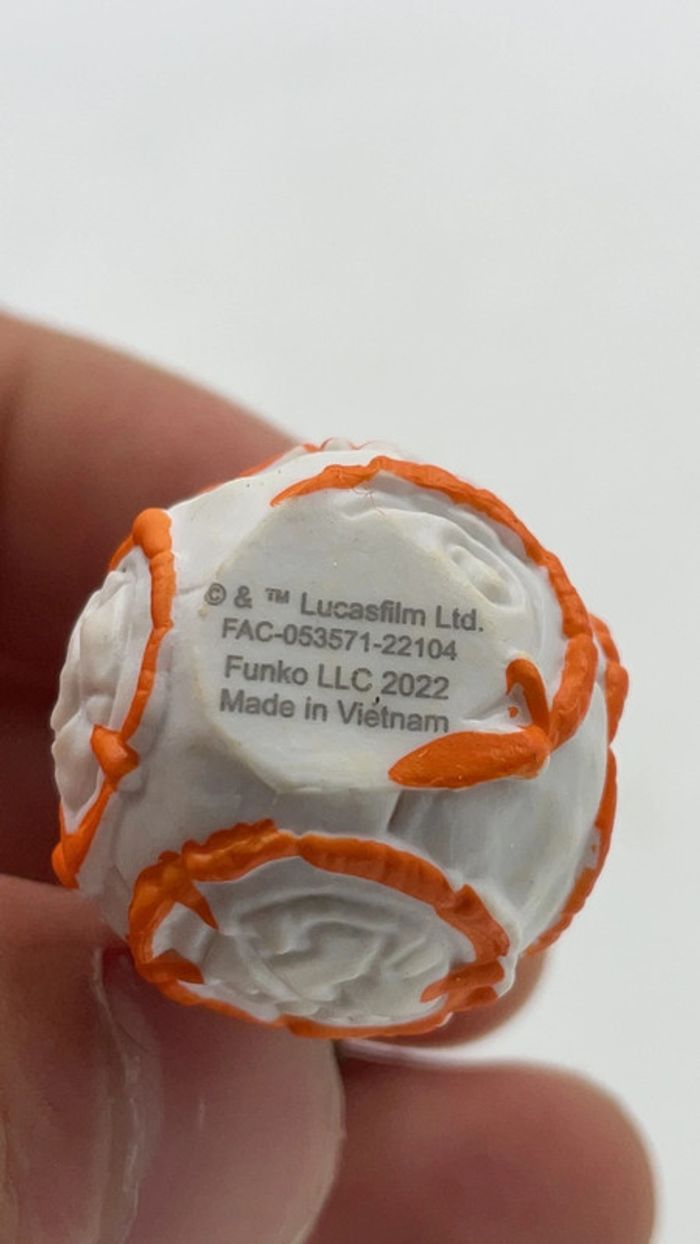 © & ™ Lucasfilm Ltd.
FAC-053571-22104
Funko LLC, 2022
Made in Vietnam